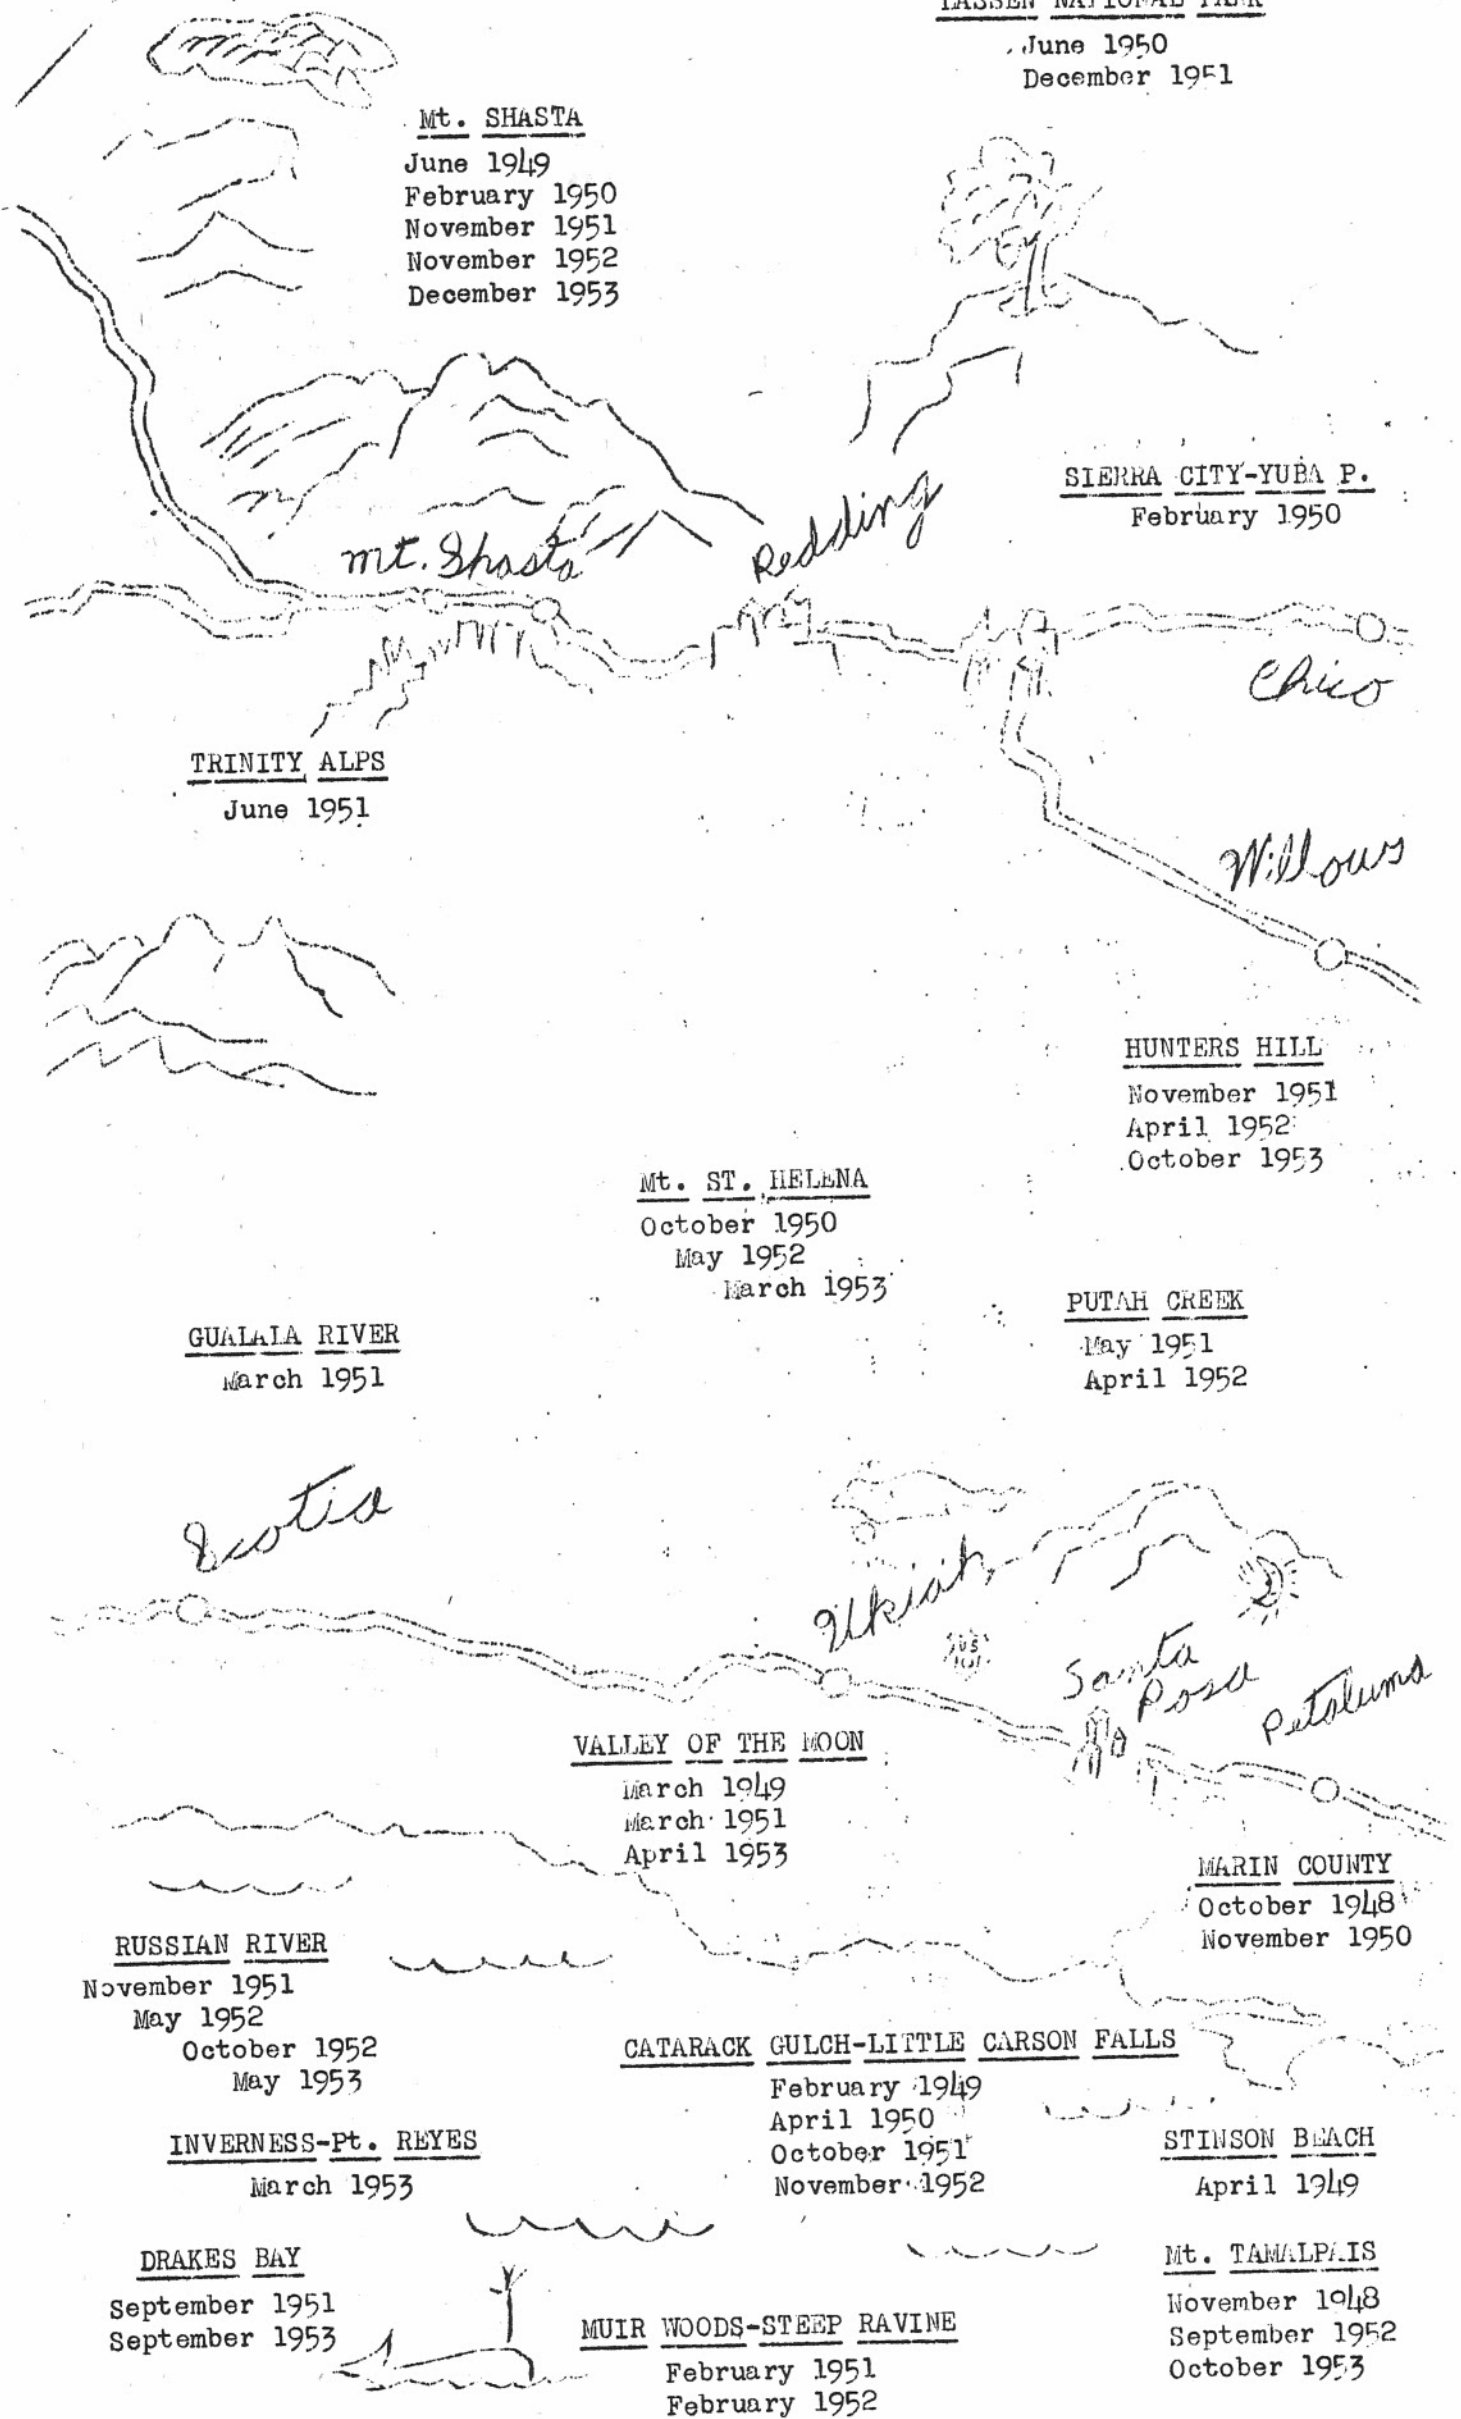 LASSEN NATIONAL PARK
June 1950
December 1951
Mt. SHASTA
June 1949
February 1950
November 1951
November 1952
December 1953
SIERRA CITY-YUBA P.
February 1950
Redding
mt. Shasta
Chico
TRINITY ALPS
June 1951
Willows
HUNTERS HILL
November 1951
April 1952
October 1953
Mt. ST. HELENA
October 1950
May 1952
March 1953
PUTAH CREEK
May 1951
April 1952
GUALALA RIVER
March 1951
Scotia
Ukiah
US
101
Santa
Rosa
Petaluma
VALLEY OF THE MOON
March 1949
March 1951
April 1953
MARIN COUNTY
October 1948
November 1950
RUSSIAN RIVER
November 1951
May 1952
October 1952
May 1953
CATARACK GULCH-LITTLE CARSON FALLS
February 1949
April 1950
October 1951
November 1952
INVERNESS-Pt. REYES
March 1953
STINSON BEACH
April 1949
DRAKES BAY
September 1951
September 1953
MUIR WOODS-STEEP RAVINE
February 1951
February 1952
Mt. TAMALPAIS
November 1948
September 1952
October 1953